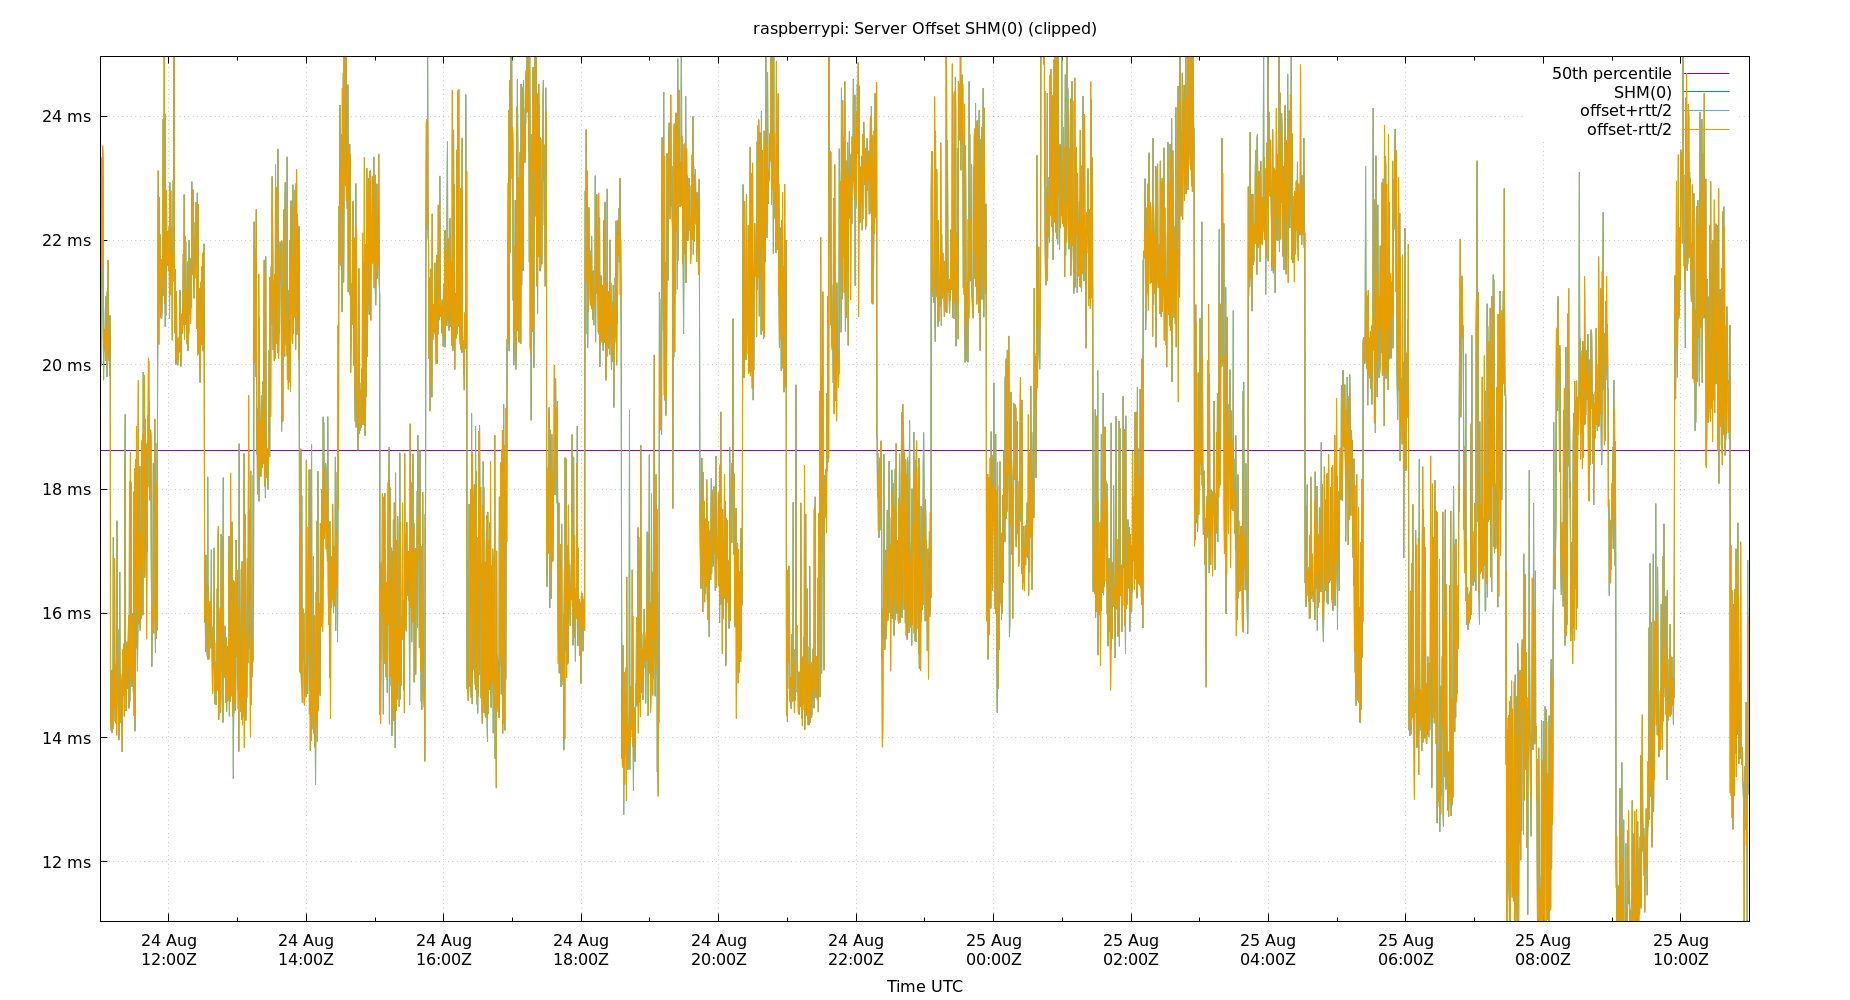 raspberrypi: Server Offset SHM(0) (clipped)
50th percentile
SHM(0)
offset+rtt/2
offset-rtt/2
24 ms
22 ms
20 ms
18 ms
16 ms
14 ms
12 ms
24 Aug 24 Aug 24 Aug 24 Aug 24 Aug 24 Aug 25 Aug 25 Aug 25 Aug 25 Aug 25 Aug 25 Aug
12:00Z 14:00Z 16:00Z 18:00Z 20:00Z 22:00Z 00:00Z 02:00Z 04:00Z 06:00Z 08:00Z 10:00Z
Time UTC